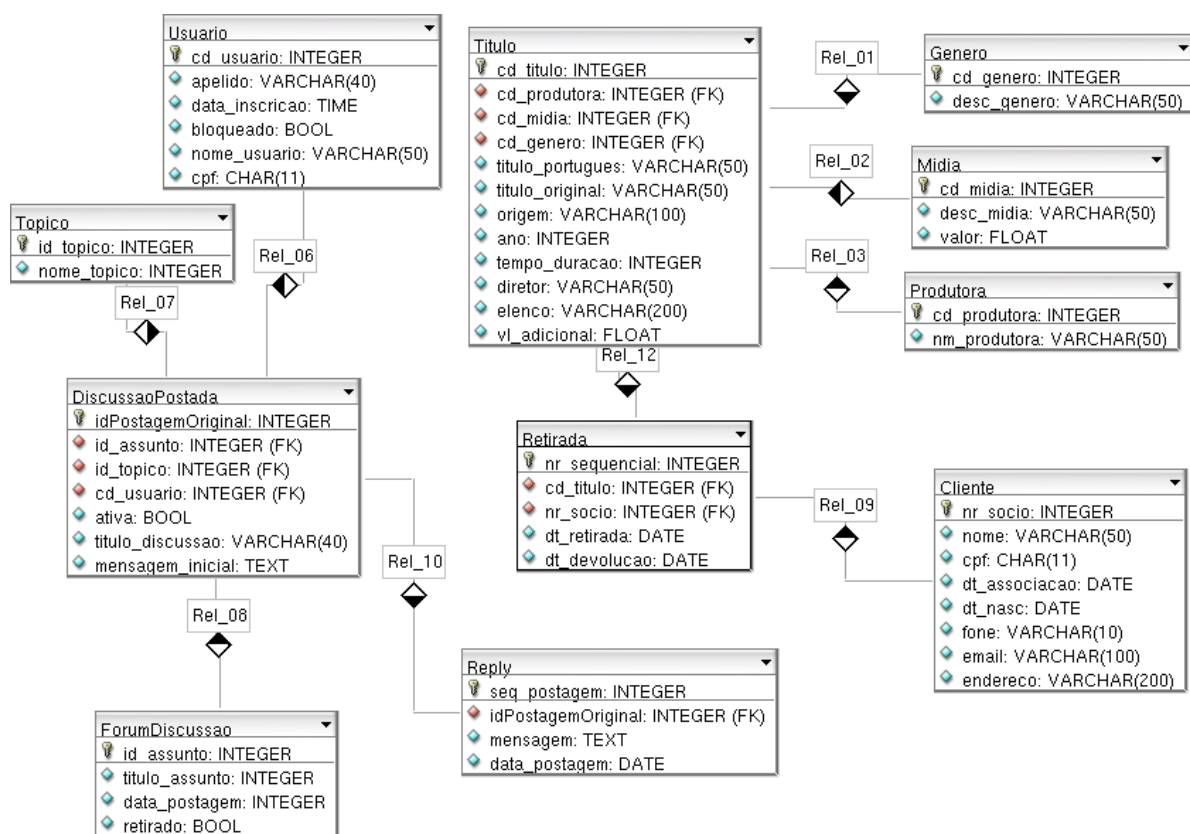 Usuario
cd_usuario: INTEGER
apelido: VARCHAR(40)
data_inscricao: TIME
bloqueado: BOOL
nome_usuario: VARCHAR(50)
cpf: CHAR(11)
Titulo
cd_titulo: INTEGER
cd_produtora: INTEGER (FK)
cd_midia: INTEGER (FK)
cd_genero: INTEGER (FK)
titulo_portugues: VARCHAR(50)
titulo_original: VARCHAR(50)
origem: VARCHAR(100)
ano: INTEGER
tempo_duracao: INTEGER
diretor: VARCHAR(50)
elenco: VARCHAR(200)
vl_adicional: FLOAT
Rel_01
Genero
cd_genero: INTEGER
desc_genero: VARCHAR(50)
Rel_02
Midia
cd_midia: INTEGER
desc_midia: VARCHAR(50)
valor: FLOAT
Rel_03
Produtora
cd_produtora: INTEGER
nm_produtora: VARCHAR(50)
Topico
id_topico: INTEGER
nome_topico: INTEGER
Rel_06
Rel_07
Rel_12
DiscussaoPostada
idPostagemOriginal: INTEGER
id_assunto: INTEGER (FK)
id_topico: INTEGER (FK)
cd_usuario: INTEGER (FK)
ativa: BOOL
titulo_discussao: VARCHAR(40)
mensagem_inicial: TEXT
Retirada
nr_sequencial: INTEGER
cd_titulo: INTEGER (FK)
nr_socio: INTEGER (FK)
dt_retirada: DATE
dt_devolucao: DATE
Rel_09
Cliente
nr_socio: INTEGER
nome: VARCHAR(50)
cpf: CHAR(11)
dt_associacao: DATE
dt_nasc: DATE
fone: VARCHAR(10)
email: VARCHAR(100)
endereco: VARCHAR(200)
Rel_10
Rel_08
Reply
seq_postagem: INTEGER
idPostagemOriginal: INTEGER (FK)
mensagem: TEXT
data_postagem: DATE
ForumDiscussao
id_assunto: INTEGER
titulo_assunto: INTEGER
data_postagem: INTEGER
retirado: BOOL